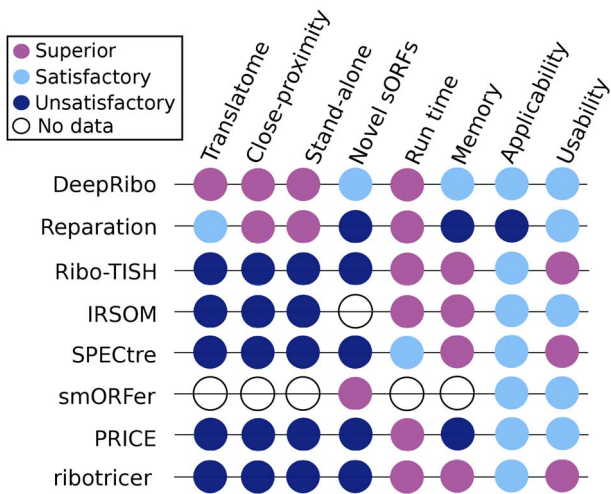 Superior
Satisfactory
Unsatisfactory
No data
Translatome
Close-proximity
Stand-alone
Novel sORFs
Run time
Memory
Applicability
Usability
DeepRibo
Reparation
Ribo-TISH
IRSOM
SPECtre
smORFer
PRICE
ribotricer